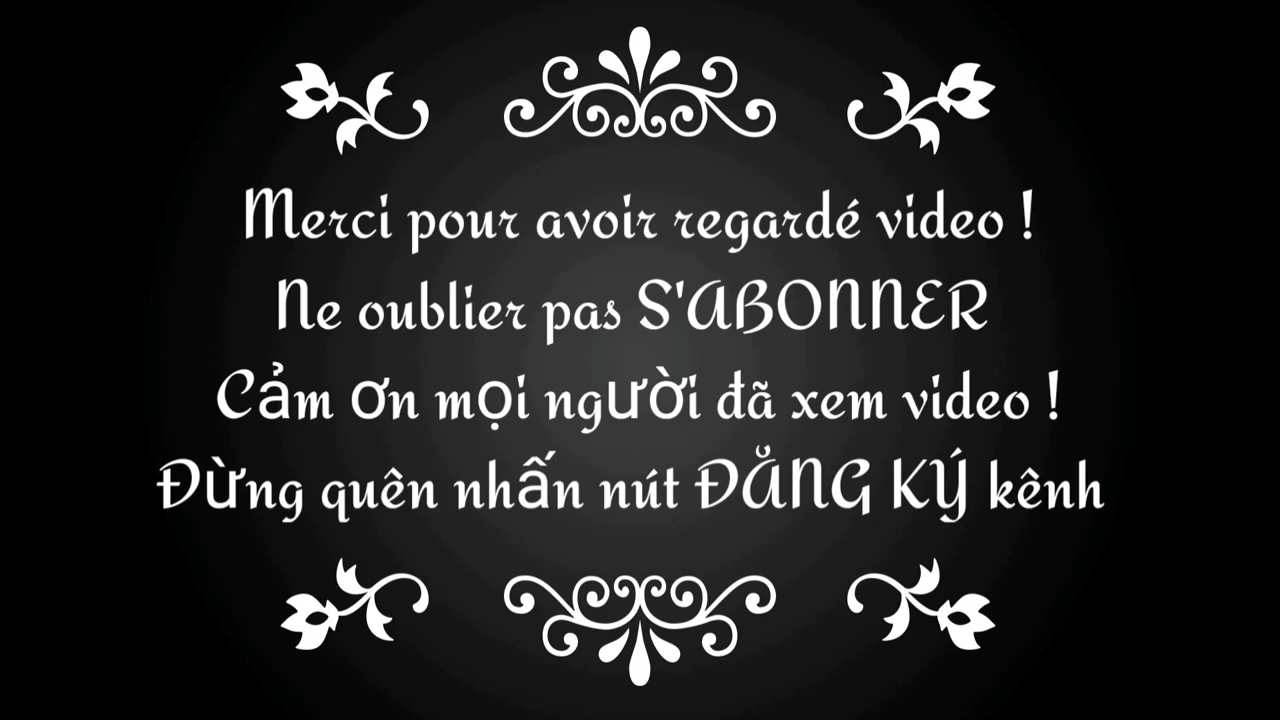 Merci pour avoir regardé video !
Ne oublier pas S'ABONNER
Cảm ơn mọi người đã xem video !
Đừng quên nhấn nút ĐĂNG KÝ kênh